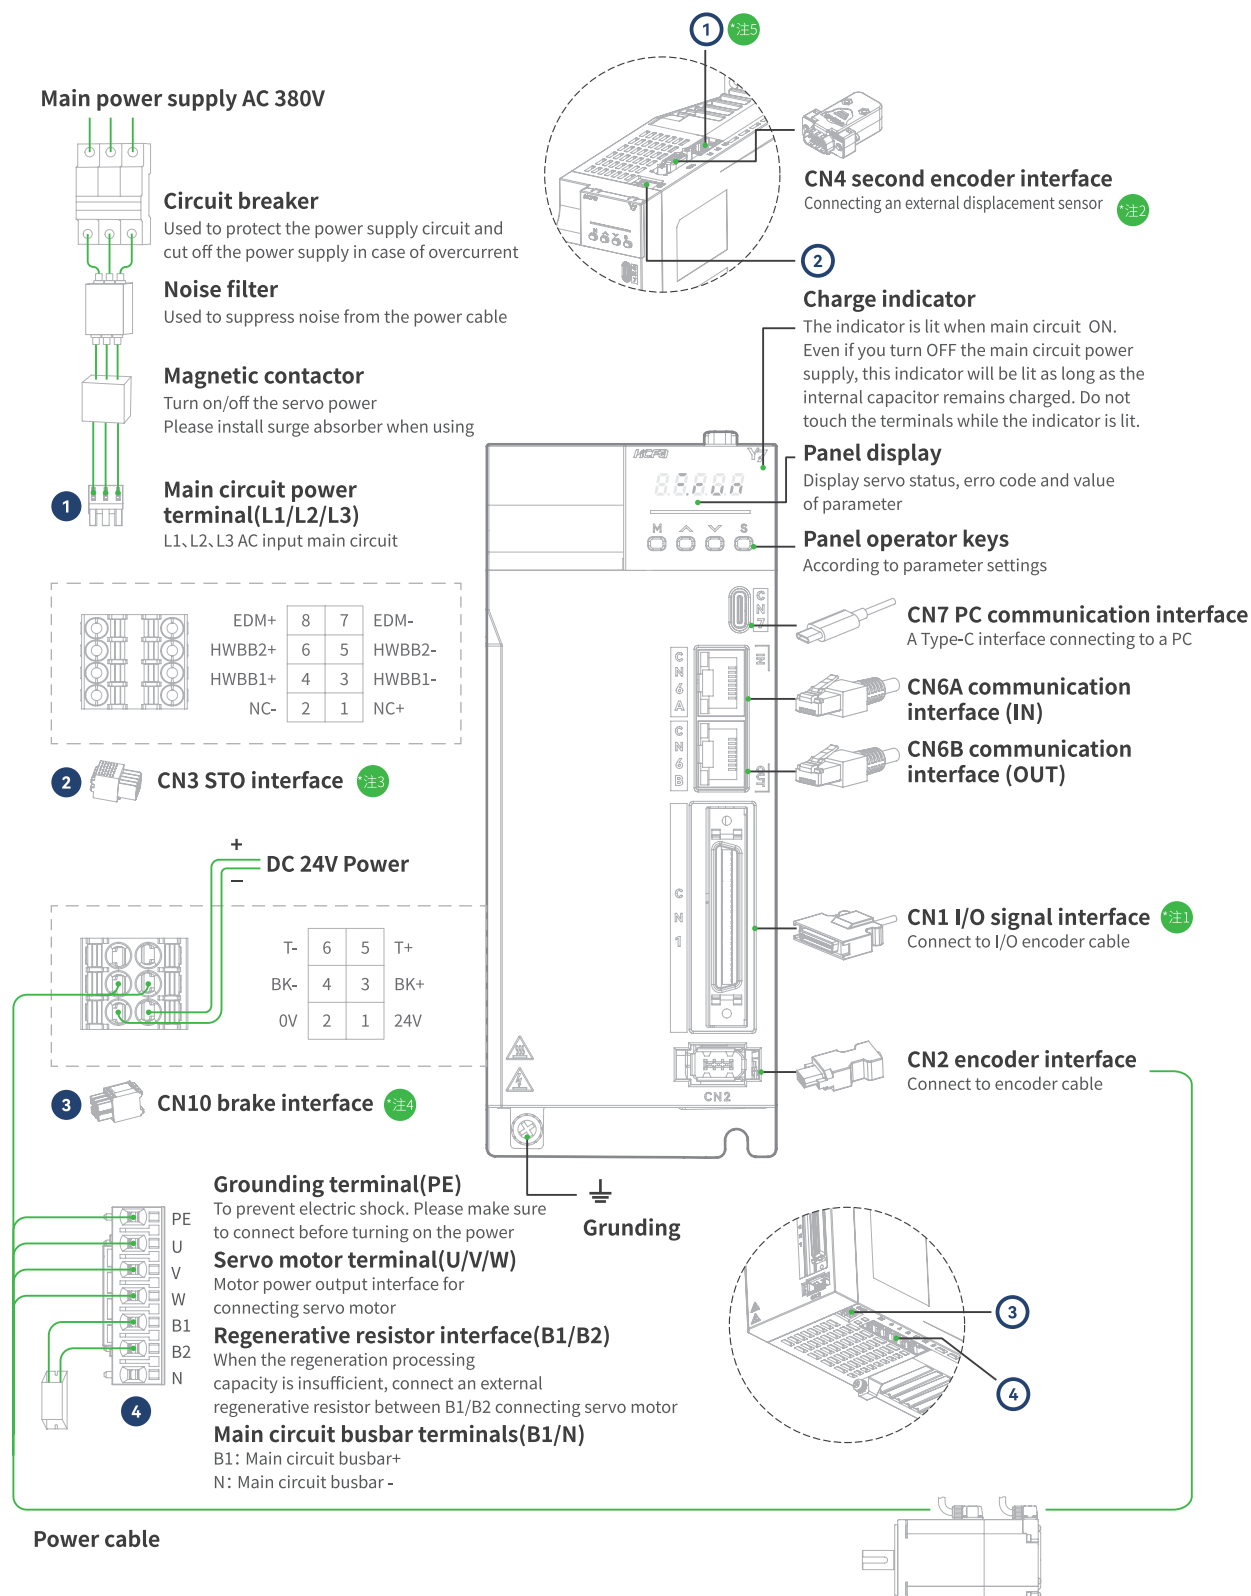 1 *注5
Main power supply AC 380V
CN4 second encoder interface
Connecting an external displacement sensor *注2
2
Circuit breaker
Used to protect the power supply circuit and
cut off the power supply in case of overcurrent
Noise filter
Used to suppress noise from the power cable
Magnetic contactor
Turn on/off the servo power
Please install surge absorber when using
1
Main circuit power
terminal(L1/L2/L3)
L1、L2、L3 AC input main circuit
Charge indicator
The indicator is lit when main circuit ON.
Even if you turn OFF the main circuit power
supply, this indicator will be lit as long as the
internal capacitor remains charged. Do not
touch the terminals while the indicator is lit.
Panel display
Display servo status, erro code and value
of parameter
Panel operator keys
According to parameter settings
HCFA
run
M S
CN7
IN
CN6A
CN6B
OUT
CN1
CN2
CN7 PC communication interface
A Type-C interface connecting to a PC
CN6A communication
interface (IN)
CN6B communication
interface (OUT)
CN1 I/O signal interface *注1
Connect to I/O encoder cable
CN2 encoder interface
Connect to encoder cable
EDM+ 8 7 EDM-
HWBB2+ 6 5 HWBB2-
HWBB1+ 4 3 HWBB1-
NC- 2 1 NC+
2 CN3 STO interface *注3
+
DC 24V Power
−
T- 6 5 T+
BK- 4 3 BK+
0V 2 1 24V
3 CN10 brake interface *注4
Grounding terminal(PE)
To prevent electric shock. Please make sure
to connect before turning on the power
Servo motor terminal(U/V/W)
Motor power output interface for
connecting servo motor
Regenerative resistor interface(B1/B2)
When the regeneration processing
capacity is insufficient, connect an external
regenerative resistor between B1/B2 connecting servo motor
Main circuit busbar terminals(B1/N)
B1：Main circuit busbar+
N：Main circuit busbar -
PE
U
V
W
B1
B2
N
4
Grunding
3
4
Power cable